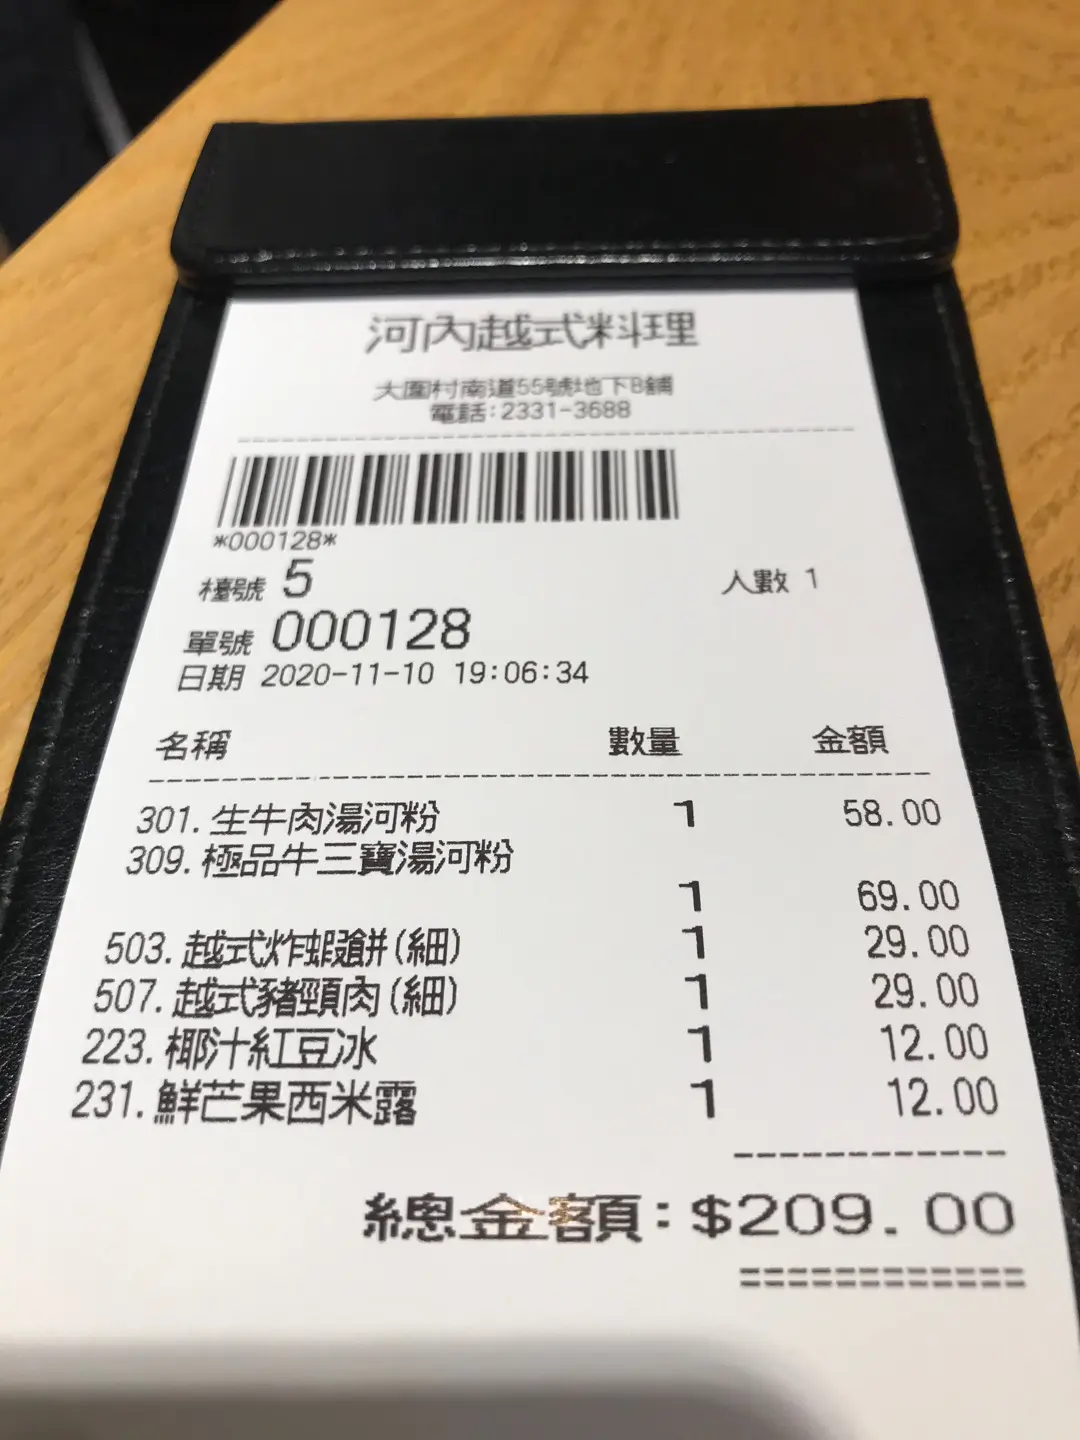 河內越式料理
大圍村南道55號地下B鋪
電話:2331-3688
*000128*
檯號 5 人數 1
單號 000128
日期 2020-11-10 19:06:34
名稱 數量 金額
301. 生牛肉湯河粉 1 58.00
309. 極品牛三寶湯河粉
1 69.00
503. 越式炸蝦餅(細) 1 29.00
507. 越式豬頸肉(細) 1 29.00
223. 椰汁紅豆冰 1 12.00
231. 鮮芒果西米露 1 12.00
總金額: $209.00